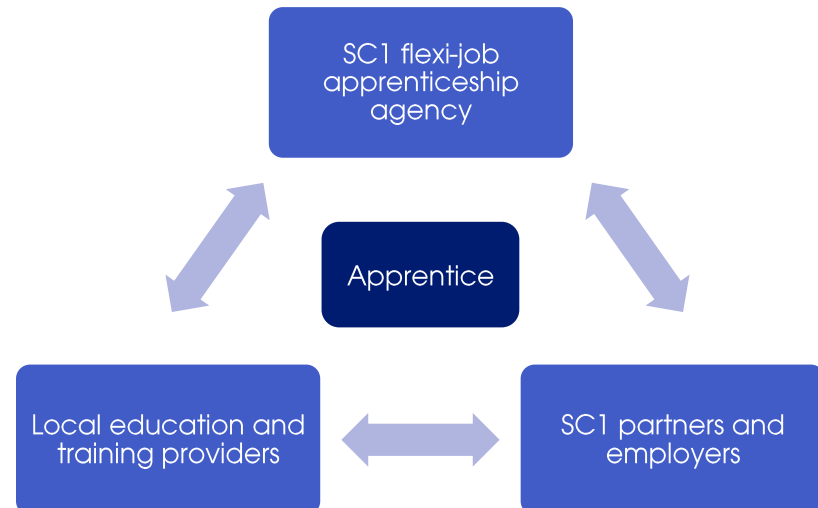 SC1 flexi-job
apprenticeship
agency
Apprentice
Local education and
training providers
SC1 partners and
employers